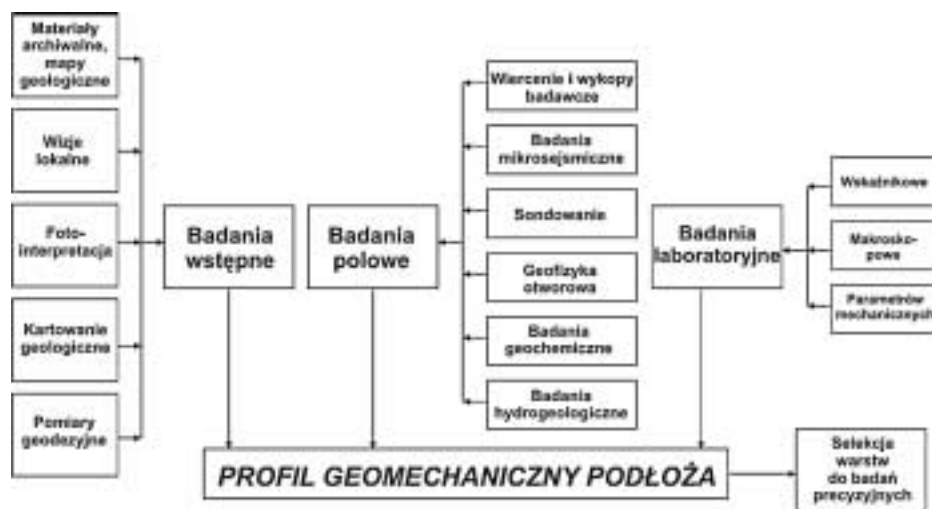 Materiały
archiwalne,
mapy
geologiczne
Wizje
lokalne
Foto-
interpretacja
Kartowanie
geologiczne
Pomiary
geodezyjne
Badania
wstępne
Badania
polowe
Wiercenie i wykopy
badawcze
Badania
mikrosejsmiczne
Sondowanie
Geofizyka
otworowa
Badania
geochemiczne
Badania
hydrogeologiczne
Badania
laboratoryjne
Wskaźnikowe
Makrosko-
powe
Parametrów
mechanicznych
PROFIL GEOMECHANICZNY PODŁOŻA
Selekcja
warstw
do badań
precyzyjnych